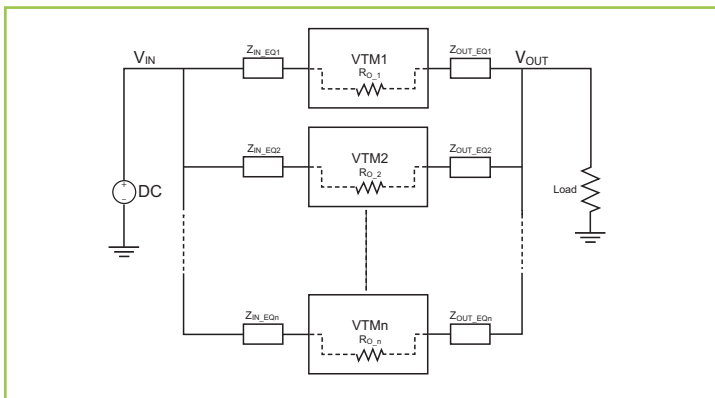 V_IN
Z_IN_EQ1
VTM1
R_O_1
Z_OUT_EQ1
V_OUT
Z_IN_EQ2
VTM2
R_O_2
Z_OUT_EQ2
+
−
DC
Load
Z_IN_EQn
VTMn
R_O_n
Z_OUT_EQn